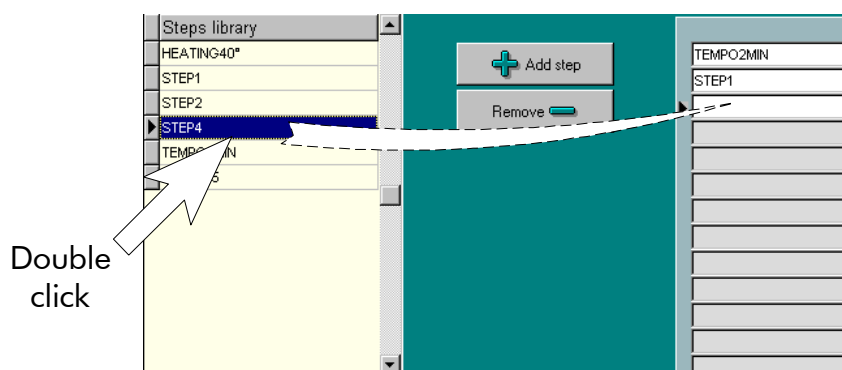 Steps library
HEATING40°
STEP1
STEP2
STEP4
Add step
Remove
TEMPO2MIN
STEP1
Double
click